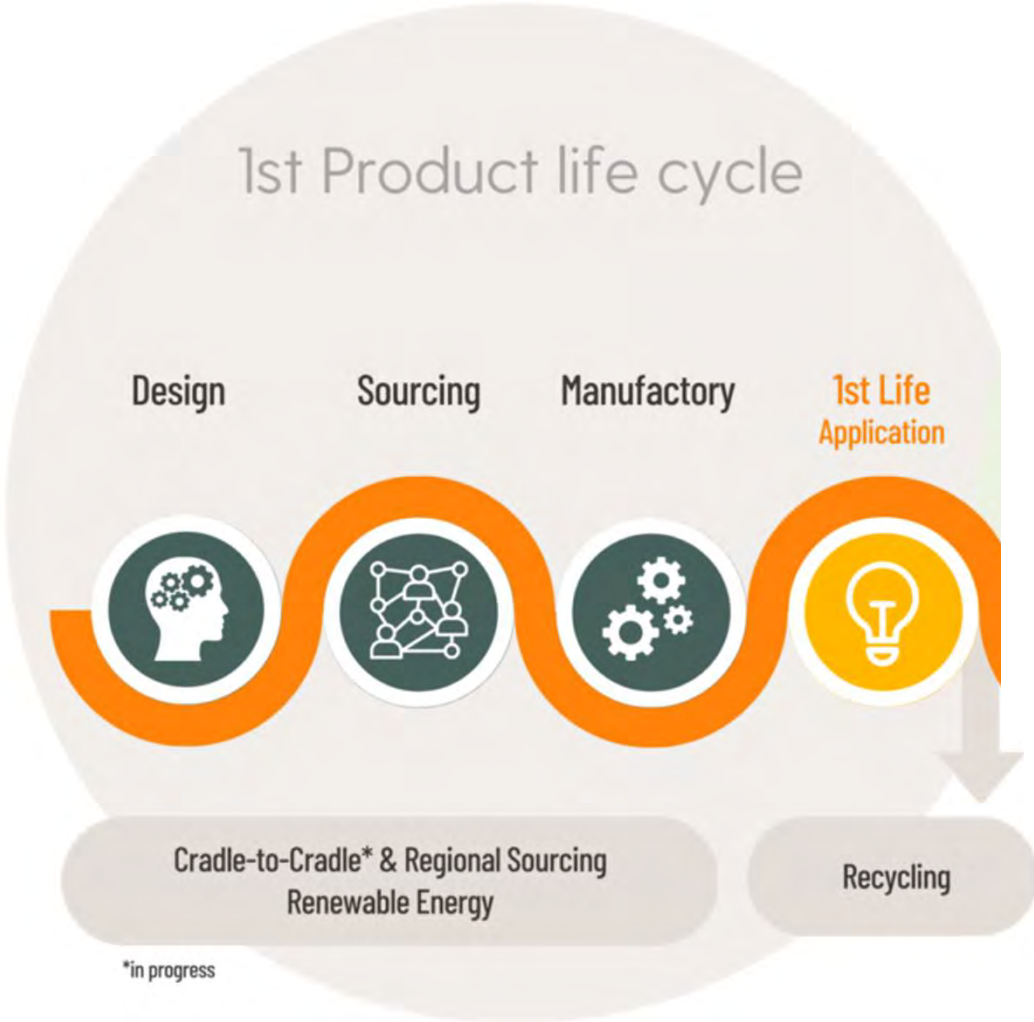 1st Product life cycle
Design
Sourcing
Manufactory
1st Life
Application
Cradle-to-Cradle* & Regional Sourcing
Renewable Energy
Recycling
*in progress